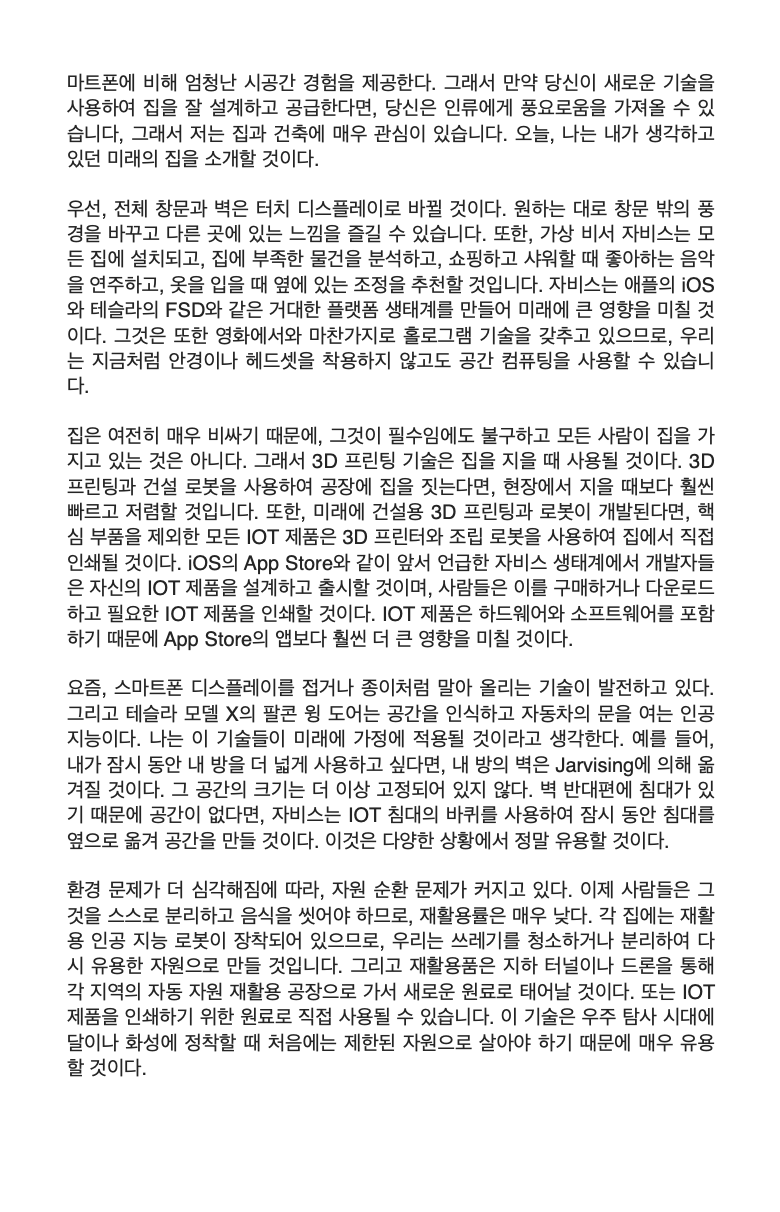 마트폰에 비해 엄청난 시공간 경험을 제공한다. 그래서 만약 당신이 새로운 기술을
사용하여 집을 잘 설계하고 공급한다면, 당신은 인류에게 풍요로움을 가져올 수 있
습니다, 그래서 저는 집과 건축에 매우 관심이 있습니다. 오늘, 나는 내가 생각하고
있던 미래의 집을 소개할 것이다.
우선, 전체 창문과 벽은 터치 디스플레이로 바뀔 것이다. 원하는 대로 창문 밖의 풍
경을 바꾸고 다른 곳에 있는 느낌을 즐길 수 있습니다. 또한, 가상 비서 자비스는 모
든 집에 설치되고, 집에 부족한 물건을 분석하고, 쇼핑하고 샤워할 때 좋아하는 음악
을 연주하고, 옷을 입을 때 옆에 있는 조정을 추천할 것입니다. 자비스는 애플의 iOS
와 테슬라의 FSD와 같은 거대한 플랫폼 생태계를 만들어 미래에 큰 영향을 미칠 것
이다. 그것은 또한 영화에서와 마찬가지로 홀로그램 기술을 갖추고 있으므로, 우리
는 지금처럼 안경이나 헤드셋을 착용하지 않고도 공간 컴퓨팅을 사용할 수 있습니
다.
집은 여전히 매우 비싸기 때문에, 그것이 필수임에도 불구하고 모든 사람이 집을 가
지고 있는 것은 아니다. 그래서 3D 프린팅 기술은 집을 지을 때 사용될 것이다. 3D
프린팅과 건설 로봇을 사용하여 공장에 집을 짓는다면, 현장에서 지을 때보다 훨씬
빠르고 저렴할 것입니다. 또한, 미래에 건설용 3D 프린팅과 로봇이 개발된다면, 핵
심 부품을 제외한 모든 IOT 제품은 3D 프린터와 조립 로봇을 사용하여 집에서 직접
인쇄될 것이다. iOS의 App Store와 같이 앞서 언급한 자비스 생태계에서 개발자들
은 자신의 IOT 제품을 설계하고 출시할 것이며, 사람들은 이를 구매하거나 다운로드
하고 필요한 IOT 제품을 인쇄할 것이다. IOT 제품은 하드웨어와 소프트웨어를 포함
하기 때문에 App Store의 앱보다 훨씬 더 큰 영향을 미칠 것이다.
요즘, 스마트폰 디스플레이를 접거나 종이처럼 말아 올리는 기술이 발전하고 있다.
그리고 테슬라 모델 X의 팔콘 윙 도어는 공간을 인식하고 자동차의 문을 여는 인공
지능이다. 나는 이 기술들이 미래에 가정에 적용될 것이라고 생각한다. 예를 들어,
내가 잠시 동안 내 방을 더 넓게 사용하고 싶다면, 내 방의 벽은 Jarvising에 의해 옮
겨질 것이다. 그 공간의 크기는 더 이상 고정되어 있지 않다. 벽 반대편에 침대가 있
기 때문에 공간이 없다면, 자비스는 IOT 침대의 바퀴를 사용하여 잠시 동안 침대를
옆으로 옮겨 공간을 만들 것이다. 이것은 다양한 상황에서 정말 유용할 것이다.
환경 문제가 더 심각해짐에 따라, 자원 순환 문제가 커지고 있다. 이제 사람들은 그
것을 스스로 분리하고 음식을 씻어야 하므로, 재활용률은 매우 낮다. 각 집에는 재활
용 인공 지능 로봇이 장착되어 있으므로, 우리는 쓰레기를 청소하거나 분리하여 다
시 유용한 자원으로 만들 것입니다. 그리고 재활용품은 지하 터널이나 드론을 통해
각 지역의 자동 자원 재활용 공장으로 가서 새로운 원료로 태어날 것이다. 또는 IOT
제품을 인쇄하기 위한 원료로 직접 사용될 수 있습니다. 이 기술은 우주 탐사 시대에
달이나 화성에 정착할 때 처음에는 제한된 자원으로 살아야 하기 때문에 매우 유용
할 것이다.